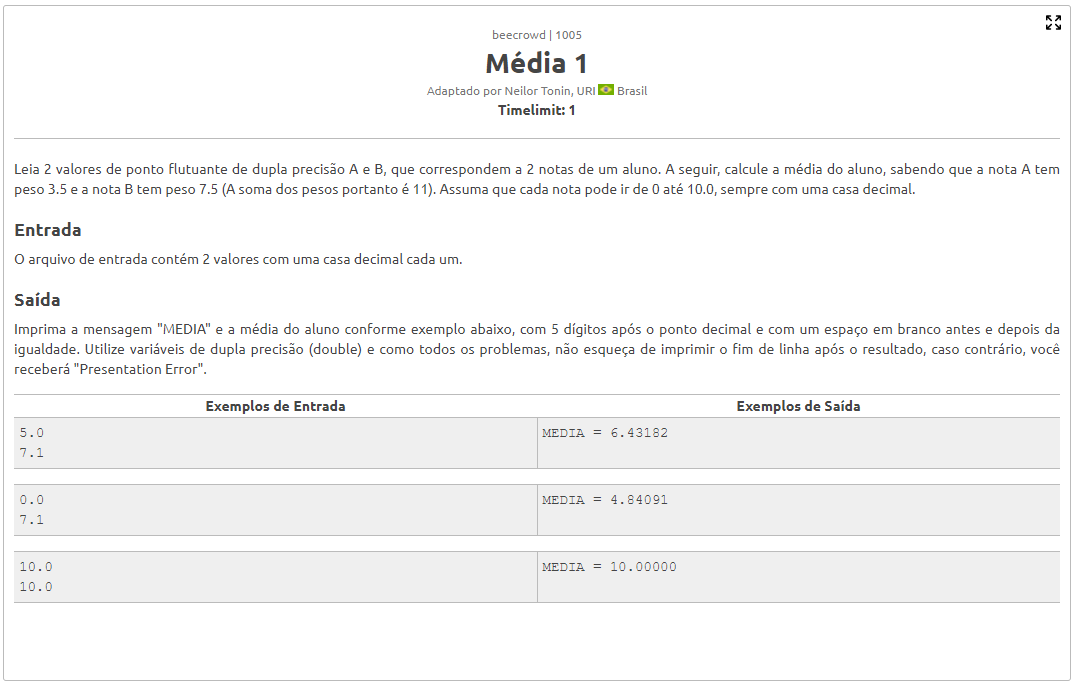 beecrowd | 1005
Média 1
Adaptado por Neilor Tonin, URI Brasil
Timelimit: 1
Leia 2 valores de ponto flutuante de dupla precisão A e B, que correspondem a 2 notas de um aluno. A seguir, calcule a média do aluno, sabendo que a nota A tem
peso 3.5 e a nota B tem peso 7.5 (A soma dos pesos portanto é 11). Assuma que cada nota pode ir de 0 até 10.0, sempre com uma casa decimal.
Entrada
O arquivo de entrada contém 2 valores com uma casa decimal cada um.
Saída
Imprima a mensagem "MEDIA" e a média do aluno conforme exemplo abaixo, com 5 dígitos após o ponto decimal e com um espaço em branco antes e depois da
igualdade. Utilize variáveis de dupla precisão (double) e como todos os problemas, não esqueça de imprimir o fim de linha após o resultado, caso contrário, você
receberá "Presentation Error".
Exemplos de Entrada Exemplos de Saída
5.0 MEDIA = 6.43182
7.1
0.0 MEDIA = 4.84091
7.1
10.0 MEDIA = 10.00000
10.0